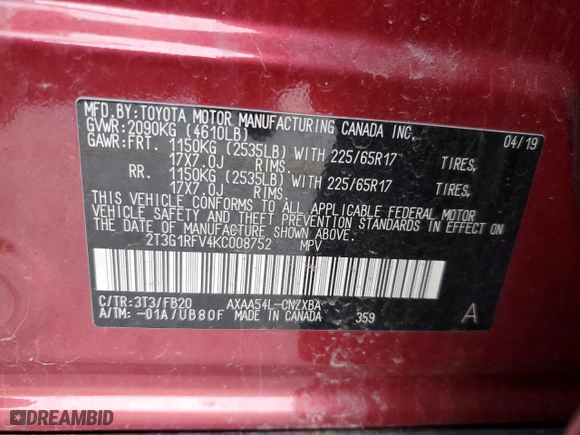 MFD.BY:TOYOTA MOTOR MANUFACTURING CANADA INC.
GVWR:2090KG (4610LB) 04/19
GAWR:FRT. 1150KG (2535LB) WITH 225/65R17 TIRES,
17X7.0J RIMS.
RR. 1150KG (2535LB) WITH 225/65R17 TIRES,
17X7.0J RIMS.
THIS VEHICLE CONFORMS TO ALL APPLICABLE FEDERAL MOTOR
VEHICLE SAFETY AND THEFT PREVENTION STANDARDS IN EFFECT ON
THE DATE OF MANUFACTURE SHOWN ABOVE.
2T3G1RFV4KC008752 MPV
C/TR:3T3/FB20 AXAA54L-CNZXBA
A/TM:-01A/UB80F MADE IN CANADA 359 A
DREAMBID